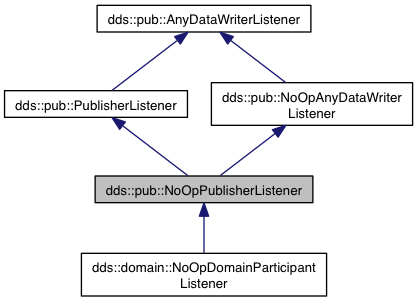 dds::pub::AnyDataWriterListener
dds::pub::PublisherListener
dds::pub::NoOpAnyDataWriter
Listener
dds::pub::NoOpPublisherListener
dds::domain::NoOpDomainParticipant
Listener